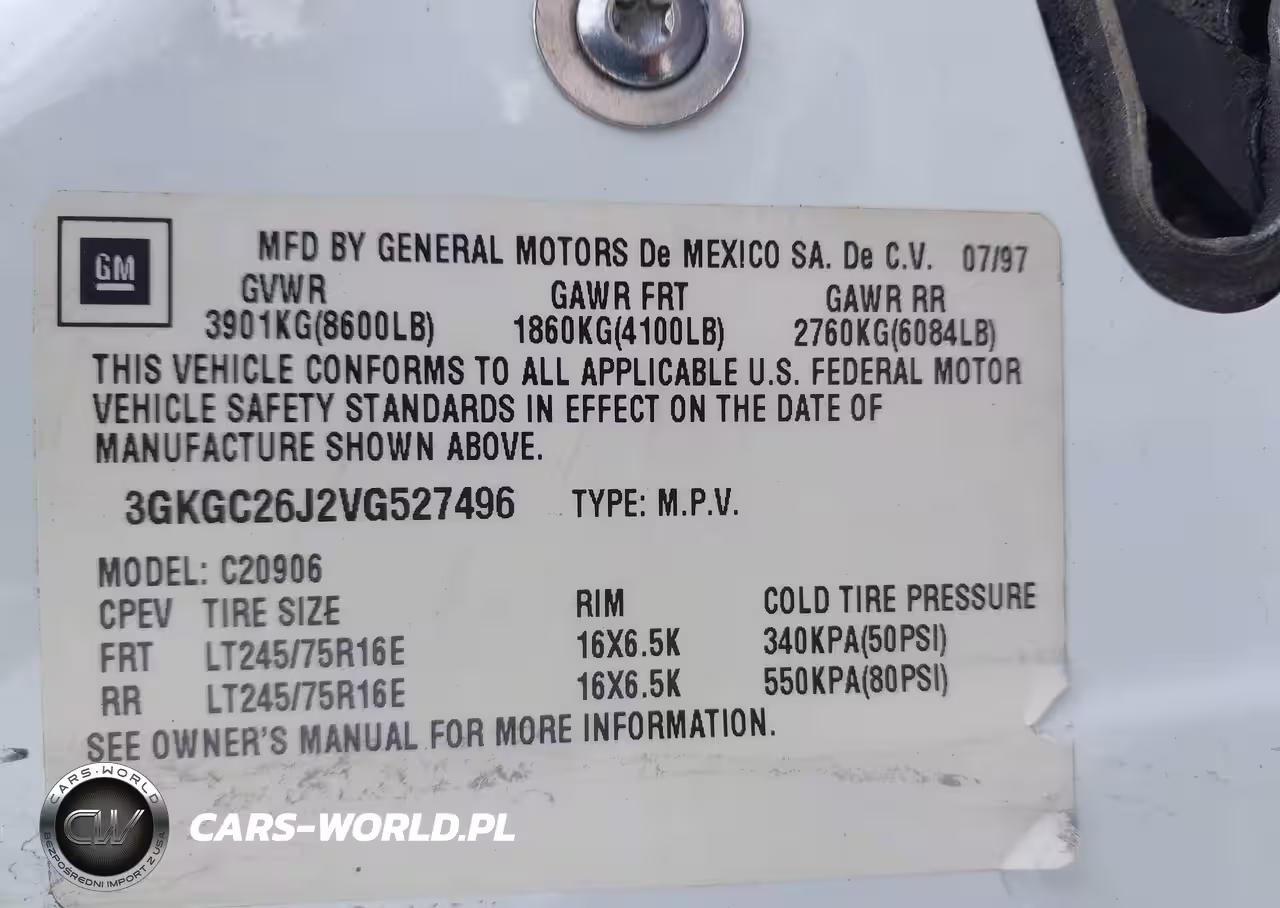 GM
MFD BY GENERAL MOTORS De MEXICO SA. De C.V. 07/97
GVWR GAWR FRT GAWR RR
3901KG(8600LB) 1860KG(4100LB) 2760KG(6084LB)
THIS VEHICLE CONFORMS TO ALL APPLICABLE U.S. FEDERAL MOTOR
VEHICLE SAFETY STANDARDS IN EFFECT ON THE DATE OF
MANUFACTURE SHOWN ABOVE.
3GKGC26J2VG527496 TYPE: M.P.V.
MODEL: C20906
CPEV TIRE SIZE RIM COLD TIRE PRESSURE
FRT LT245/75R16E 16X6.5K 340KPA(50PSI)
RR LT245/75R16E 16X6.5K 550KPA(80PSI)
SEE OWNER'S MANUAL FOR MORE INFORMATION.
CARS-WORLD
CW
BEZPOŚREDNI IMPORT Z USA
CARS-WORLD.PL